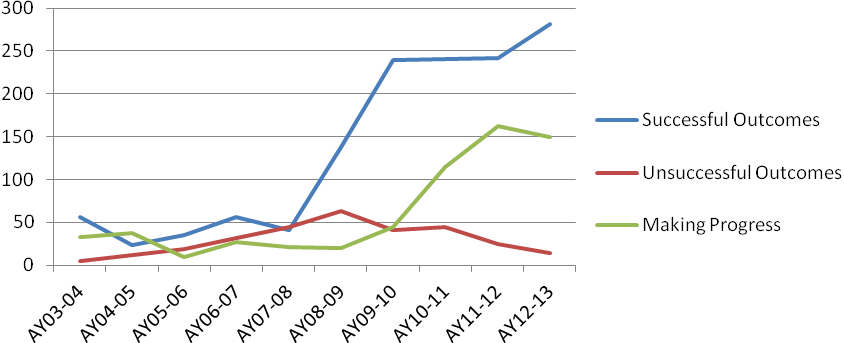 300
250
200
150
100
50
0
AY03-04
AY04-05
AY05-06
AY06-07
AY07-08
AY08-09
AY09-10
AY10-11
AY11-12
AY12-13
Successful Outcomes
Unsuccessful Outcomes
Making Progress